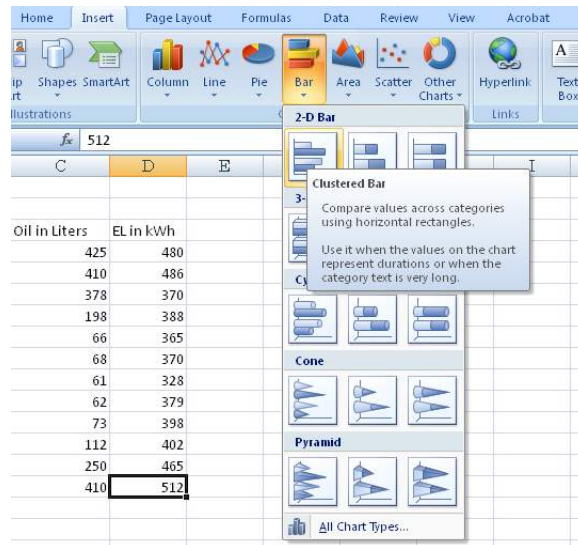 Home Insert Page Layout Formulas Data Review View Acrobat
Shapes SmartArt Column Line Pie Bar Area Scatter Other Charts Hyperlink Text Box
Links
2-D Bar
fx 512
C D E I
Clustered Bar
Compare values across categories
using horizontal rectangles.
Use it when the values on the chart
represent durations or when the
category text is very long.
Oil in Liters EL in kWh
425 480
410 486
378 370
198 388
66 365
68 370
61 328
62 379
73 398
112 402
250 465
410 512
Cone
Pyramid
All Chart Types...